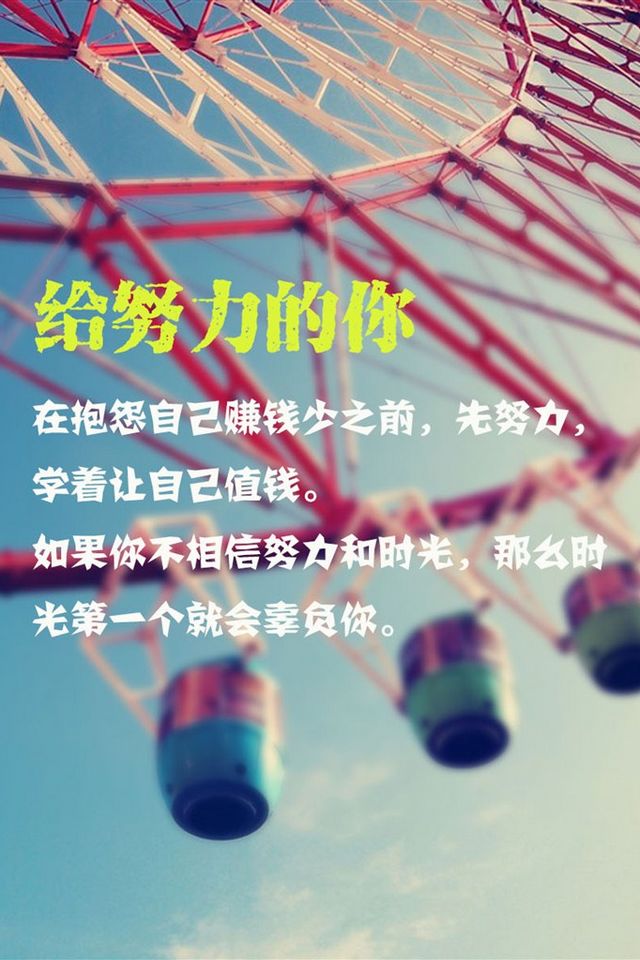 给努力的你
在抱怨自己赚钱少之前，先努力，
学着让自己值钱。
如果你不相信努力和时光，那么时
光第一个就会辜负你。